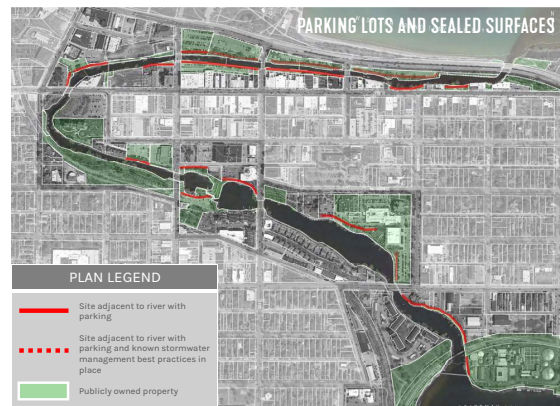 PARKING LOTS AND SEALED SURFACES
PLAN LEGEND
Site adjacent to river with
parking
Site adjacent to river with
parking and known stormwater
management best practices in
place
Publicly owned property